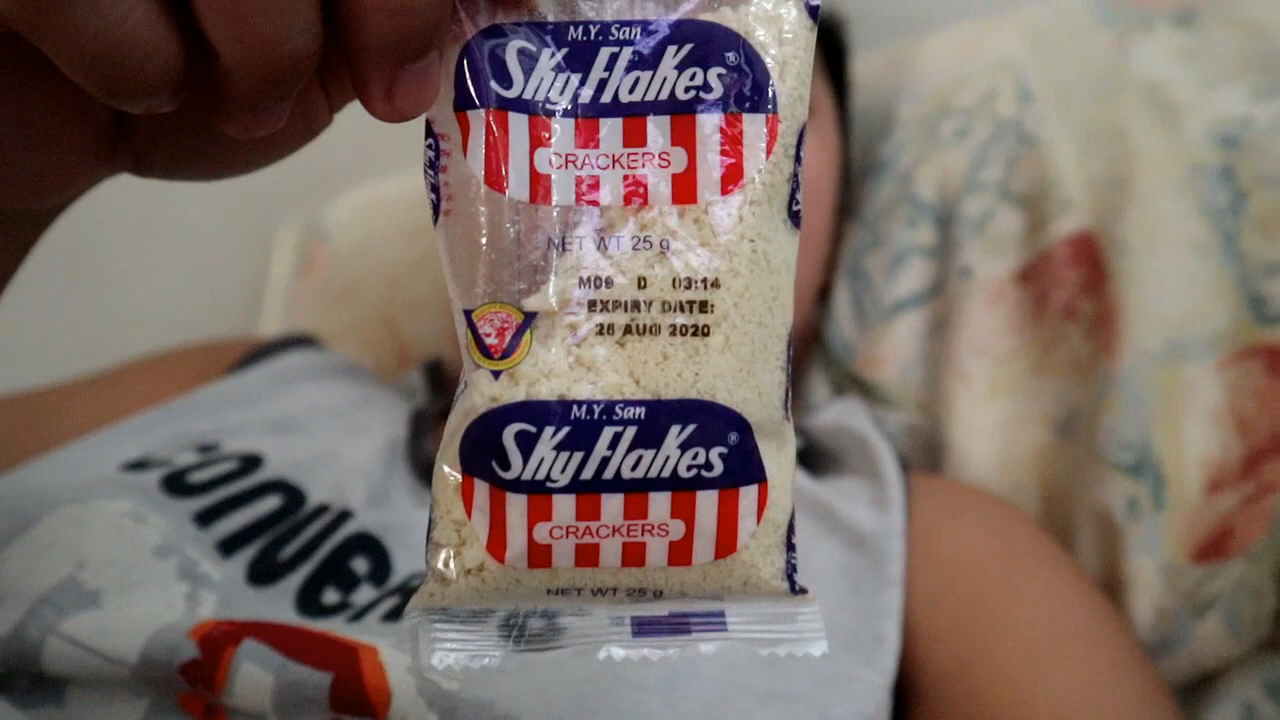 M.Y. San
SkyFlakes®
CRACKERS
NET WT 25 g
M09 D 03:14
EXPIRY DATE:
28 AUG 2020
M.Y. San
SkyFlakes®
CRACKERS
NET WT 25 g